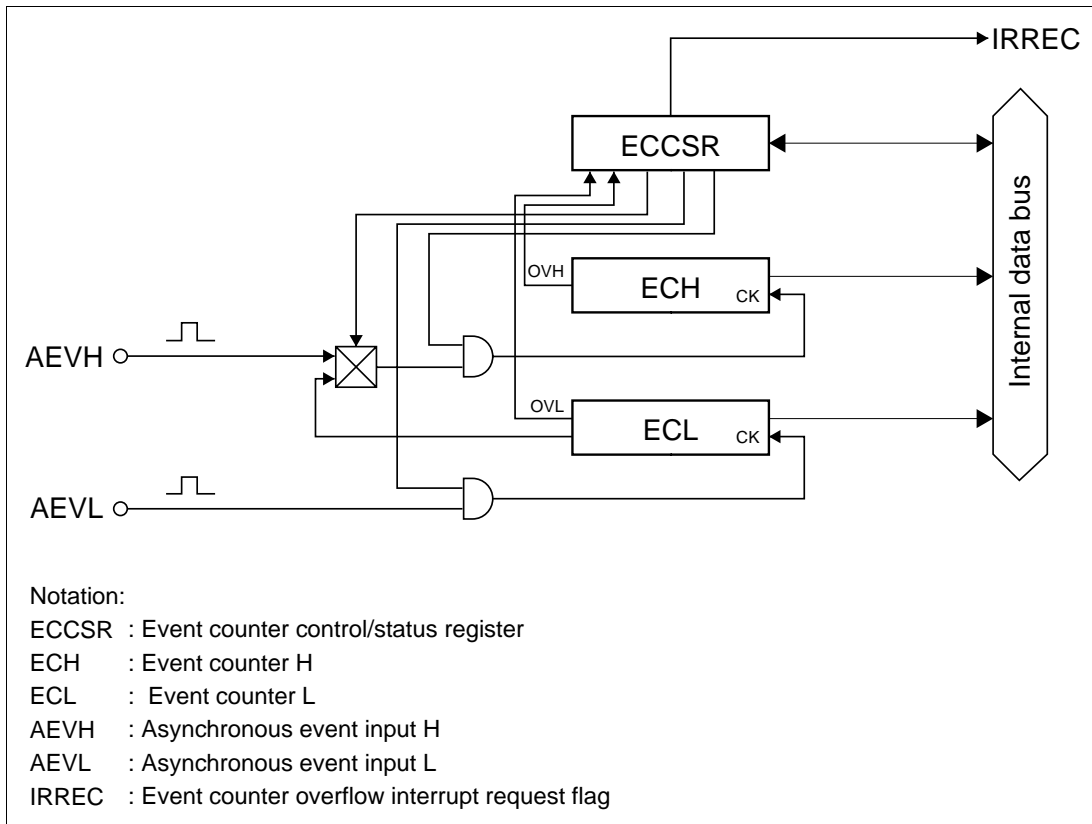 IRREC
ECCSR
Internal data bus
OVH
ECH
CK
AEVH
OVL
ECL
CK
AEVL
Notation:
ECCSR : Event counter control/status register
ECH : Event counter H
ECL : Event counter L
AEVH : Asynchronous event input H
AEVL : Asynchronous event input L
IRREC : Event counter overflow interrupt request flag